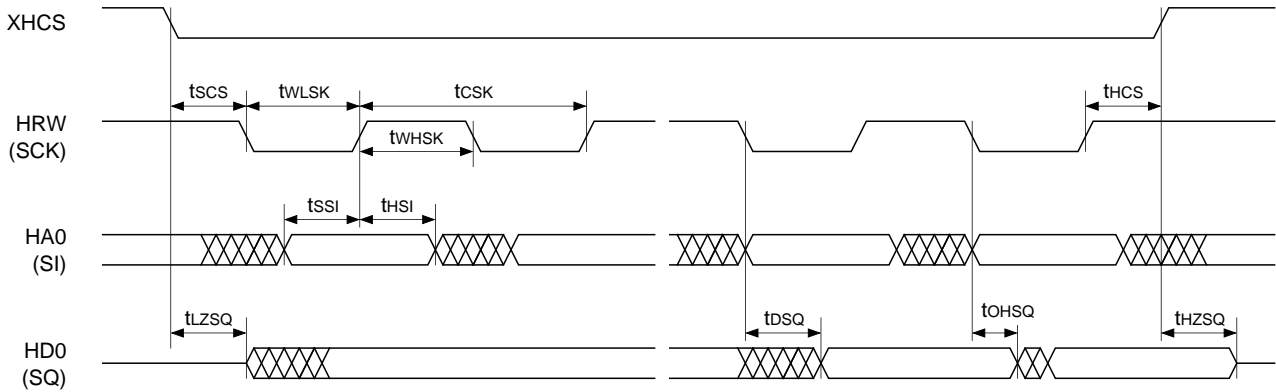 XHCS
tSCS
tWLSK
tCSK
tHCS
HRW
(SCK)
tWHSK
tSSI
tHSI
HA0
(SI)
tLZSQ
tDSQ
tOHSQ
tHZSQ
HD0
(SQ)